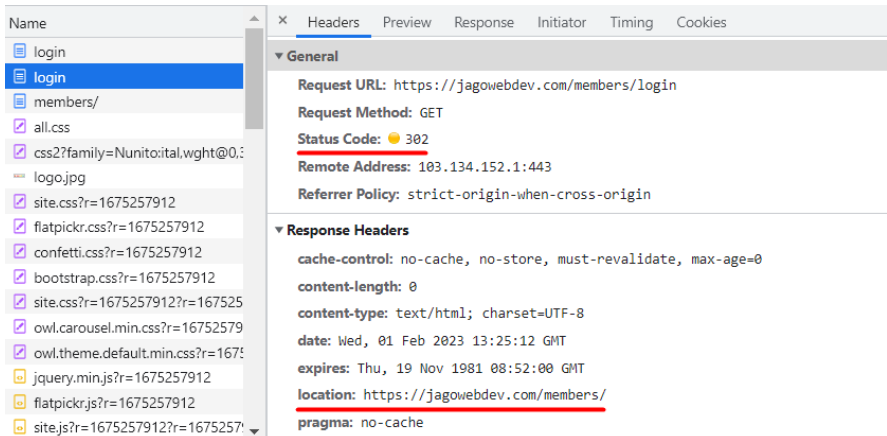 Name
login
login
members/
all.css
css2?family=Nunito:ital,wght@0,3
logo.jpg
site.css?r=1675257912
flatpickr.css?r=1675257912
confetti.css?r=1675257912
bootstrap.css?r=1675257912
site.css?r=1675257912?r=167525
owl.carousel.min.css?r=16752579
owl.theme.default.min.css?r=1675
jquery.min.js?r=1675257912
flatpickr.js?r=1675257912
site.js?r=1675257912?r=1675257
× Headers Preview Response Initiator Timing Cookies
▼ General
Request URL: https://jagowebdev.com/members/login
Request Method: GET
Status Code: 302
Remote Address: 103.134.152.1:443
Referrer Policy: strict-origin-when-cross-origin
▼ Response Headers
cache-control: no-cache, no-store, must-revalidate, max-age=0
content-length: 0
content-type: text/html; charset=UTF-8
date: Wed, 01 Feb 2023 13:25:12 GMT
expires: Thu, 19 Nov 1981 08:52:00 GMT
location: https://jagowebdev.com/members/
pragma: no-cache